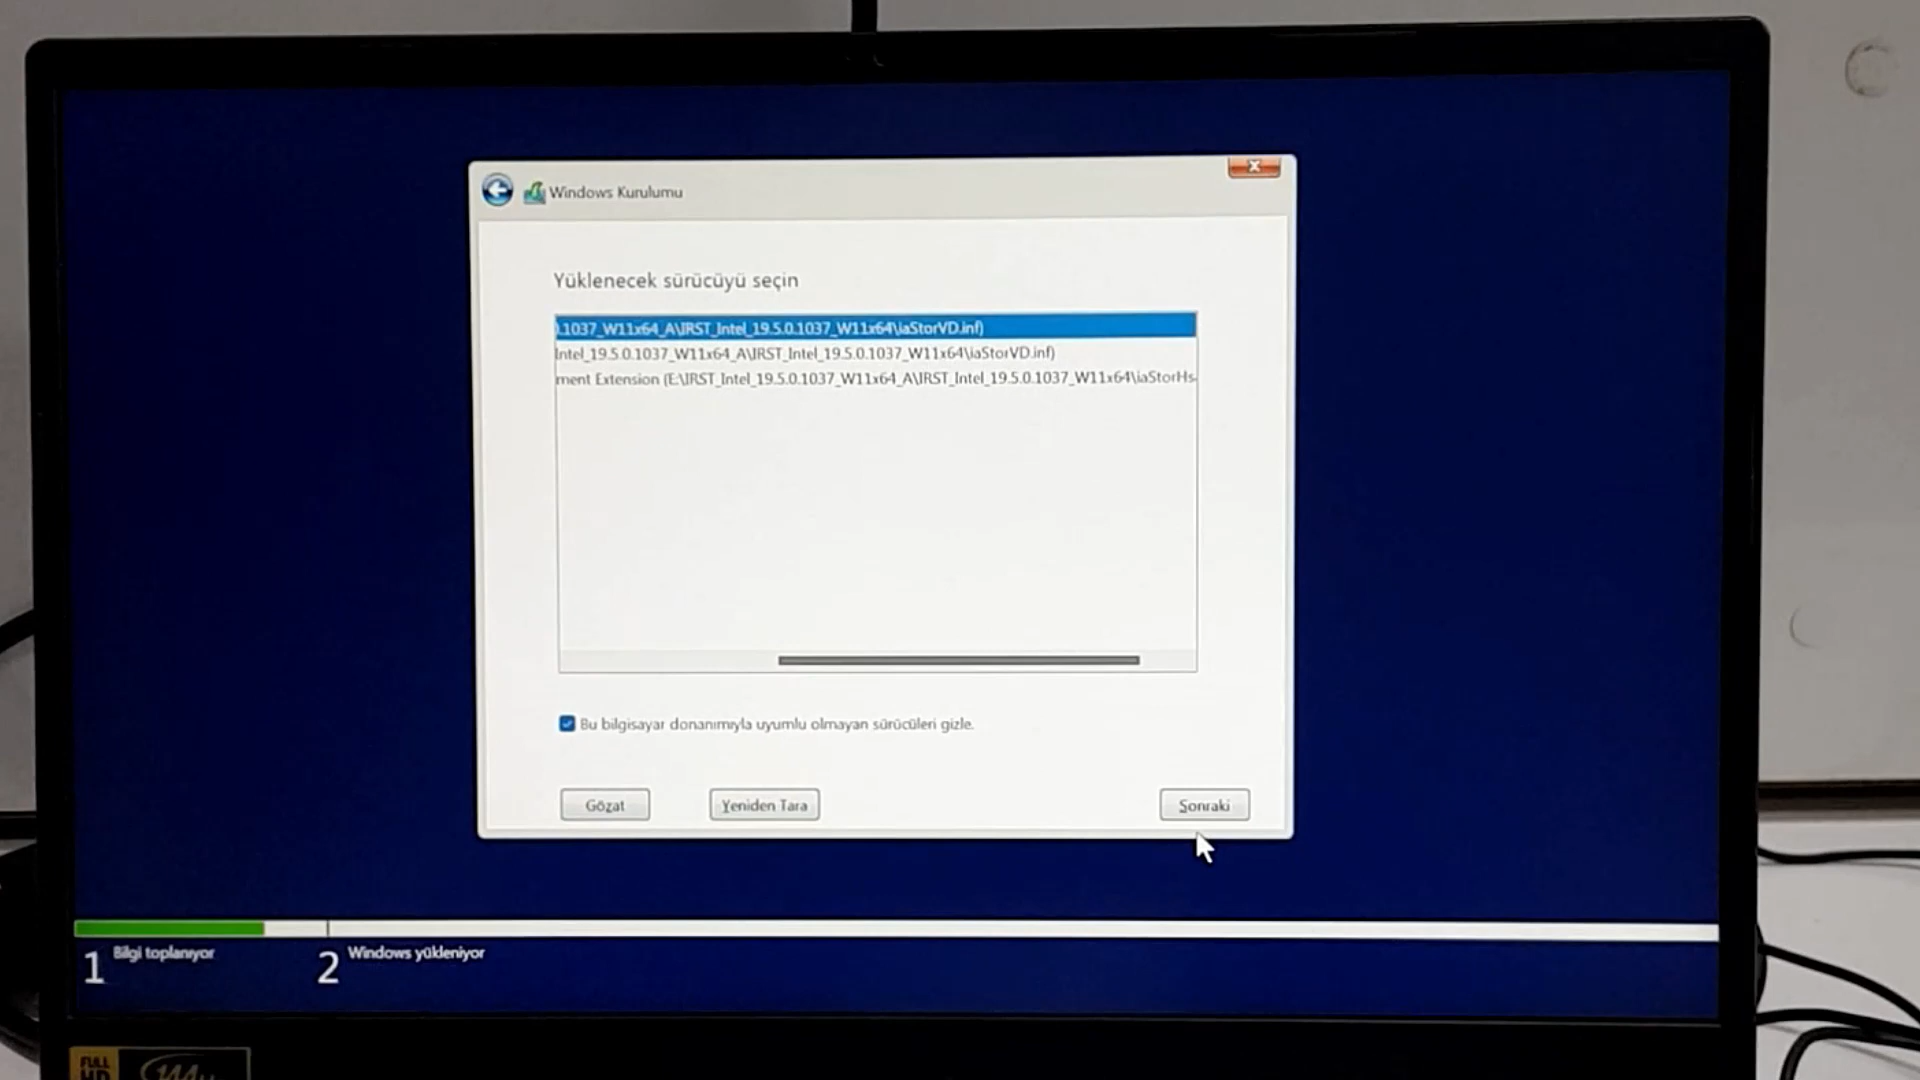 Windows Kurulumu
Yüklenecek sürücüyü seçin
.1037_W11x64_A\IRST_Intel_19.5.0.1037_W11x64\iaStorVD.inf)
Intel_19.5.0.1037_W11x64_A\IRST_Intel_19.5.0.1037_W11x64\iaStorVD.inf)
ment Extension (E:\IRST_Intel_19.5.0.1037_W11x64_A\IRST_Intel_19.5.0.1037_W11x64\iaStorHs
Bu bilgisayar donanımıyla uyumlu olmayan sürücüleri gizle.
Gözat
Yeniden Tara
Sonraki
1 Bilgi toplanıyor
2 Windows yükleniyor
FULL
HD